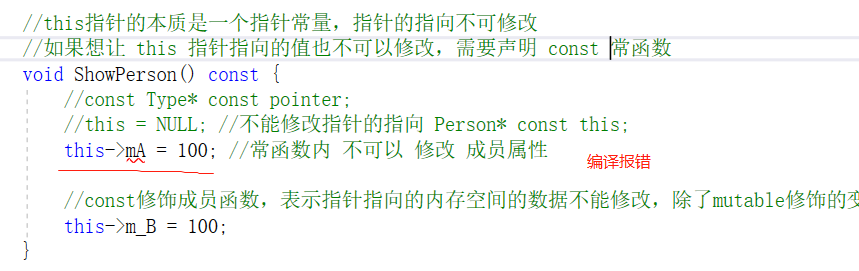 //this指针的本质是一个指针常量，指针的指向不可修改
//如果想让 this 指针指向的值也不可以修改，需要声明 const 常函数
void ShowPerson() const {
//const Type* const pointer;
//this = NULL; //不能修改指针的指向 Person* const this;
this->mA = 100; //常函数内 不可以 修改 成员属性
编译报错
//const修饰成员函数，表示指针指向的内存空间的数据不能修改，除了mutable修饰的变
this->m_B = 100;
}